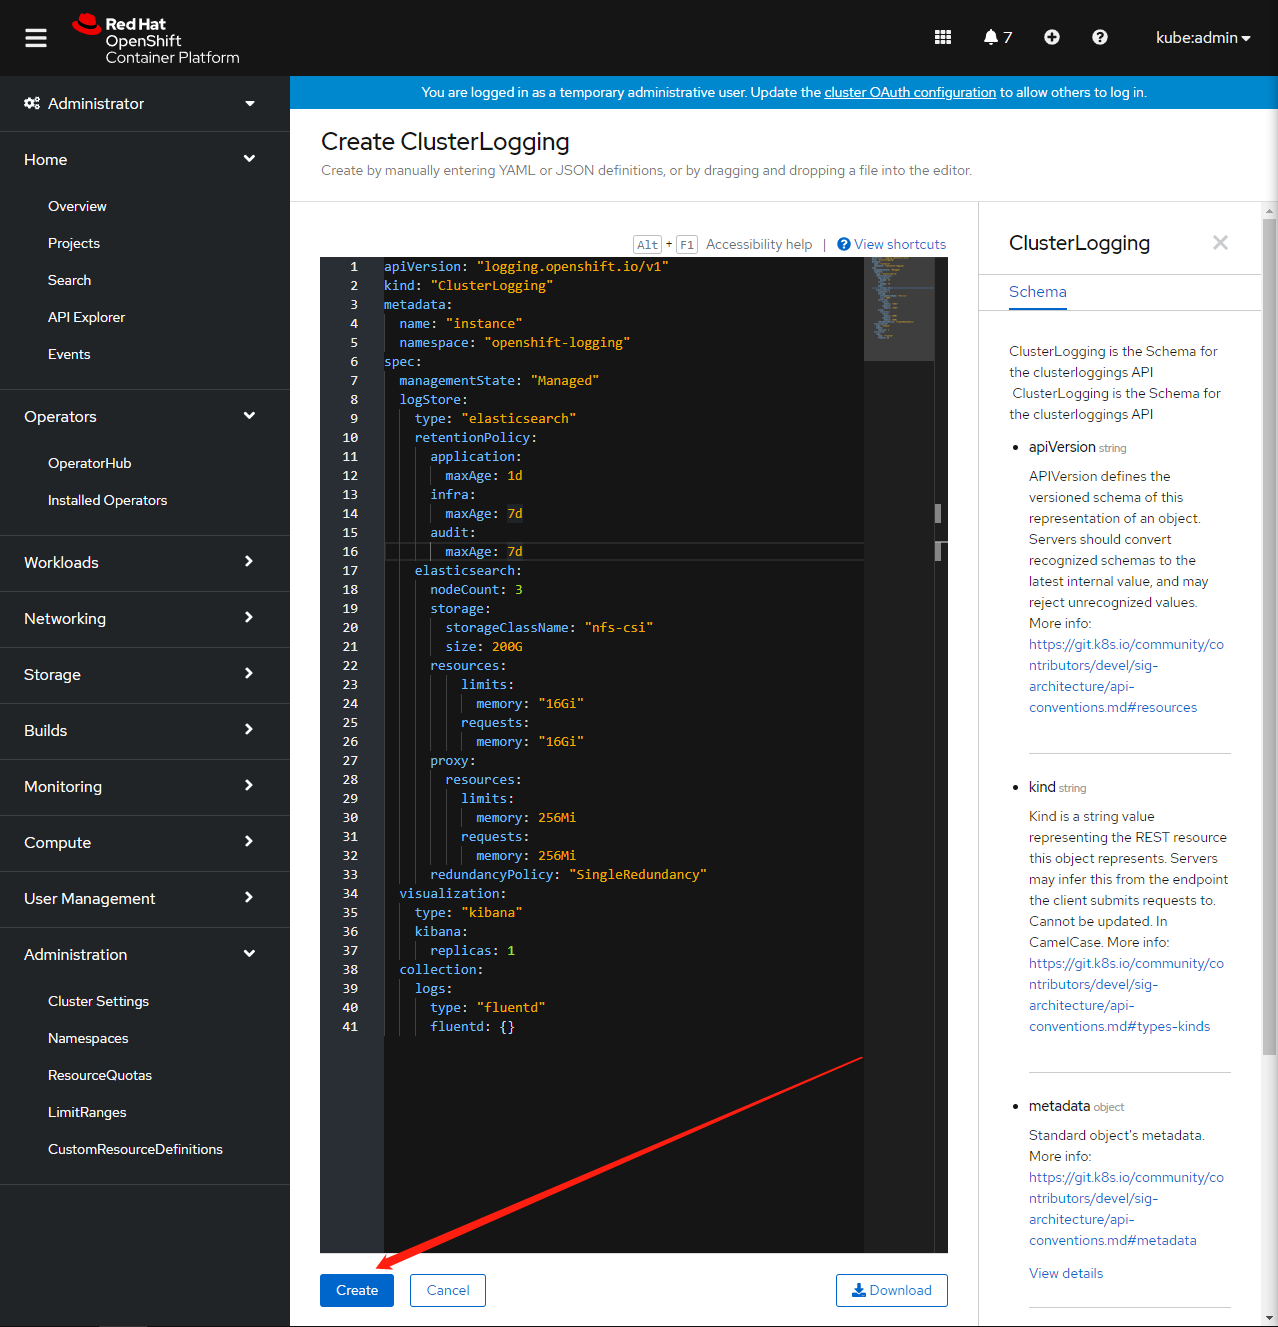 Red Hat
OpenShift
Container Platform
7
kube:admin
Administrator
Home
Overview
Projects
Search
API Explorer
Events
Operators
OperatorHub
Installed Operators
Workloads
Networking
Storage
Builds
Monitoring
Compute
User Management
Administration
Cluster Settings
Namespaces
ResourceQuotas
LimitRanges
CustomResourceDefinitions
You are logged in as a temporary administrative user. Update the cluster OAuth configuration to allow others to log in.
Create ClusterLogging
Create by manually entering YAML or JSON definitions, or by dragging and dropping a file into the editor.
Alt + F1 Accessibility help | View shortcuts
1 apiVersion: "logging.openshift.io/v1"
2 kind: "ClusterLogging"
3 metadata:
4 name: "instance"
5 namespace: "openshift-logging"
6 spec:
7 managementState: "Managed"
8 logStore:
9 type: "elasticsearch"
10 retentionPolicy:
11 application:
12 maxAge: 1d
13 infra:
14 maxAge: 7d
15 audit:
16 maxAge: 7d
17 elasticsearch:
18 nodeCount: 3
19 storage:
20 storageClassName: "nfs-csi"
21 size: 200G
22 resources:
23 limits:
24 memory: "16Gi"
25 requests:
26 memory: "16Gi"
27 proxy:
28 resources:
29 limits:
30 memory: 256Mi
31 requests:
32 memory: 256Mi
33 redundancyPolicy: "SingleRedundancy"
34 visualization:
35 type: "kibana"
36 kibana:
37 replicas: 1
38 collection:
39 logs:
40 type: "fluentd"
41 fluentd: {}
Create
Cancel
Download
ClusterLogging
Schema
ClusterLogging is the Schema for
the clusterloggings API
ClusterLogging is the Schema for
the clusterloggings API
• apiVersion string
APIVersion defines the
versioned schema of this
representation of an object.
Servers should convert
recognized schemas to the
latest internal value, and may
reject unrecognized values.
More info:
https://git.k8s.io/community/co
ntributors/devel/sig-
architecture/api-
conventions.md#resources
• kind string
Kind is a string value
representing the REST resource
this object represents. Servers
may infer this from the endpoint
the client submits requests to.
Cannot be updated. In
CamelCase. More info:
https://git.k8s.io/community/co
ntributors/devel/sig-
architecture/api-
conventions.md#types-kinds
• metadata object
Standard object's metadata.
More info:
https://git.k8s.io/community/co
ntributors/devel/sig-
architecture/api-
conventions.md#metadata
View details